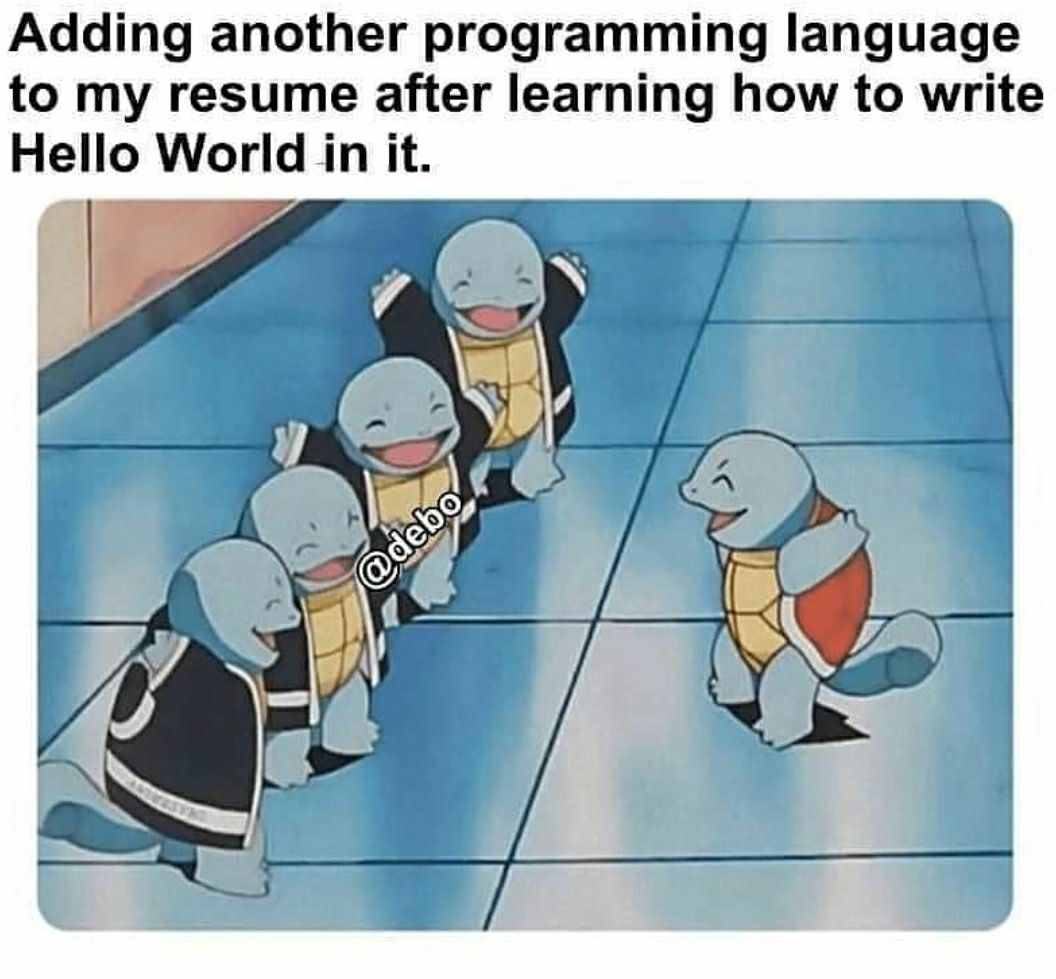 Adding another programming language
to my resume after learning how to write
Hello World in it.
@debo